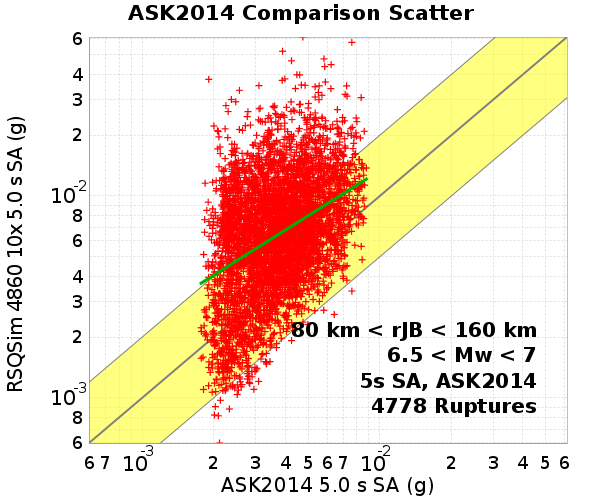 ASK2014 Comparison Scatter
RSQSim 4860 10x 5.0 s SA (g)
6
4
3
2
10-2
8
6
4
3
2
10-3
8
6
80 km < rJB < 160 km
6.5 < Mw < 7
5s SA, ASK2014
4778 Ruptures
6 7 10-3 2 3 4 5 6 7 10-2 2 3 4 5 6
ASK2014 5.0 s SA (g)